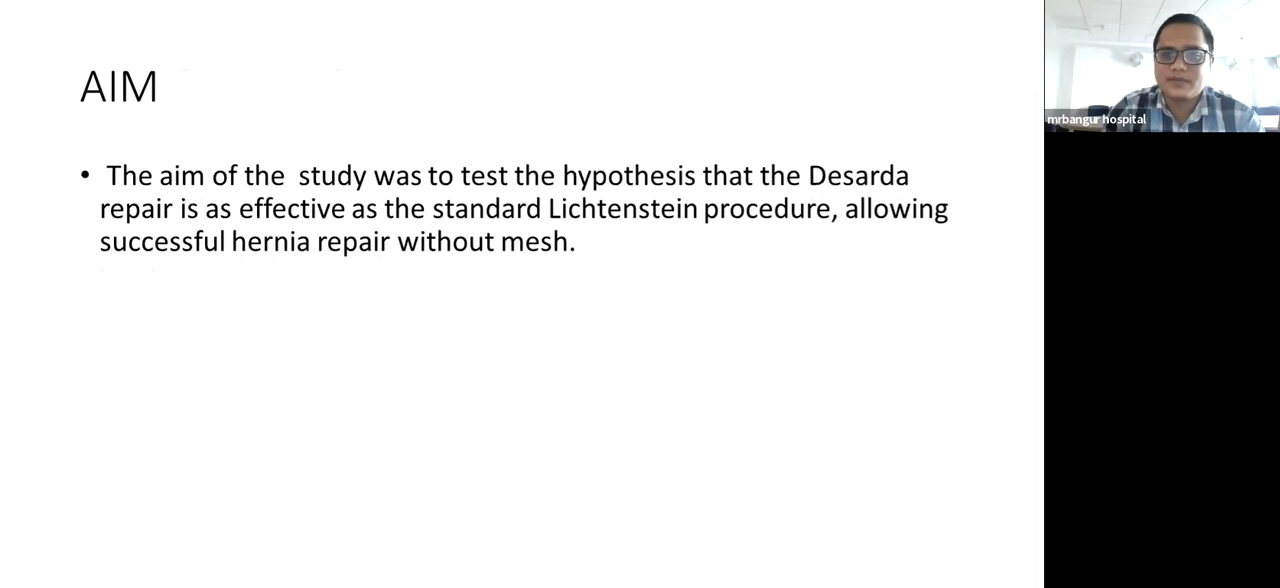 AIM
• The aim of the  study was to test the hypothesis that the Desarda
repair is as effective as the standard Lichtenstein procedure, allowing
successful hernia repair without mesh.
mrbangur hospital